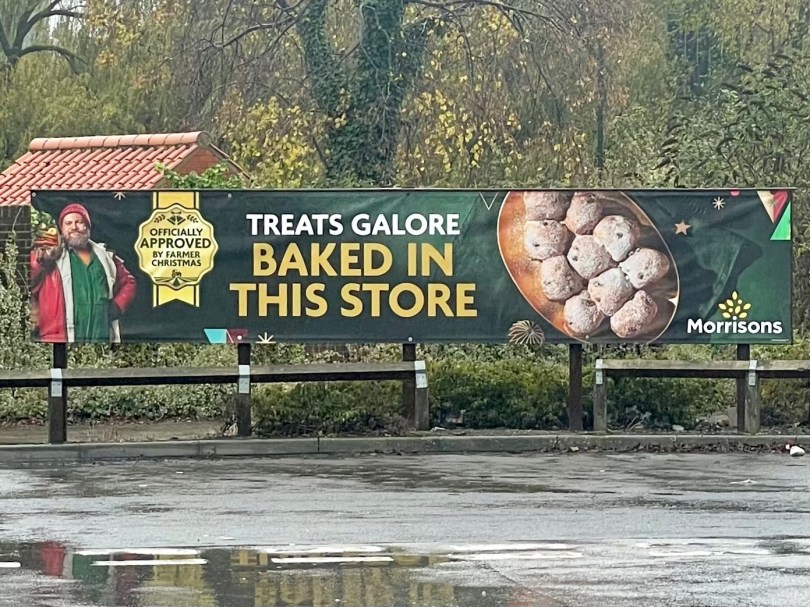 OFFICIALLY
APPROVED
BY FARMER
CHRISTMAS
TREATS GALORE
BAKED IN
THIS STORE
Morrisons